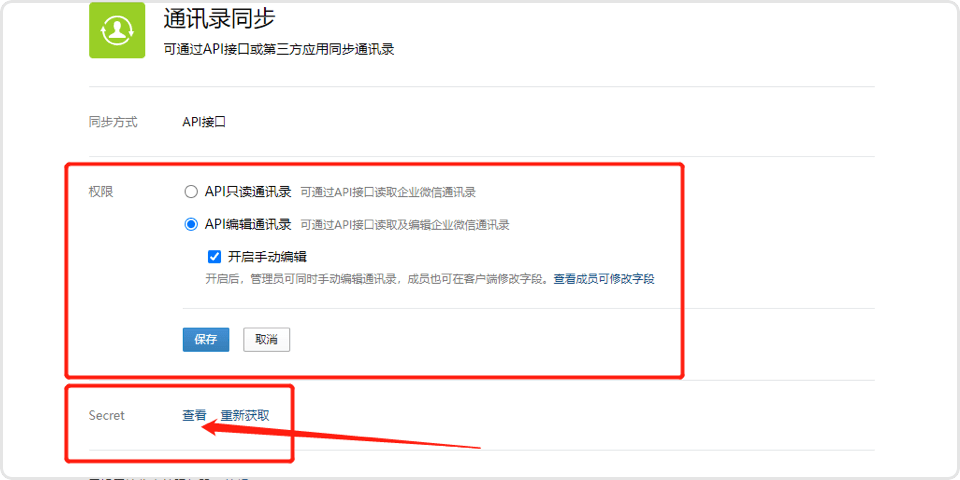 通讯录同步
可通过API接口或第三方应用同步通讯录
同步方式 API接口
权限 API只读通讯录 可通过API接口读取企业微信通讯录
API编辑通讯录 可通过API接口读取及编辑企业微信通讯录
开启手动编辑
开启后，管理员可同时手动编辑通讯录，成员也可在客户端修改字段。查看成员可修改字段
保存 取消
Secret 查看 重新获取